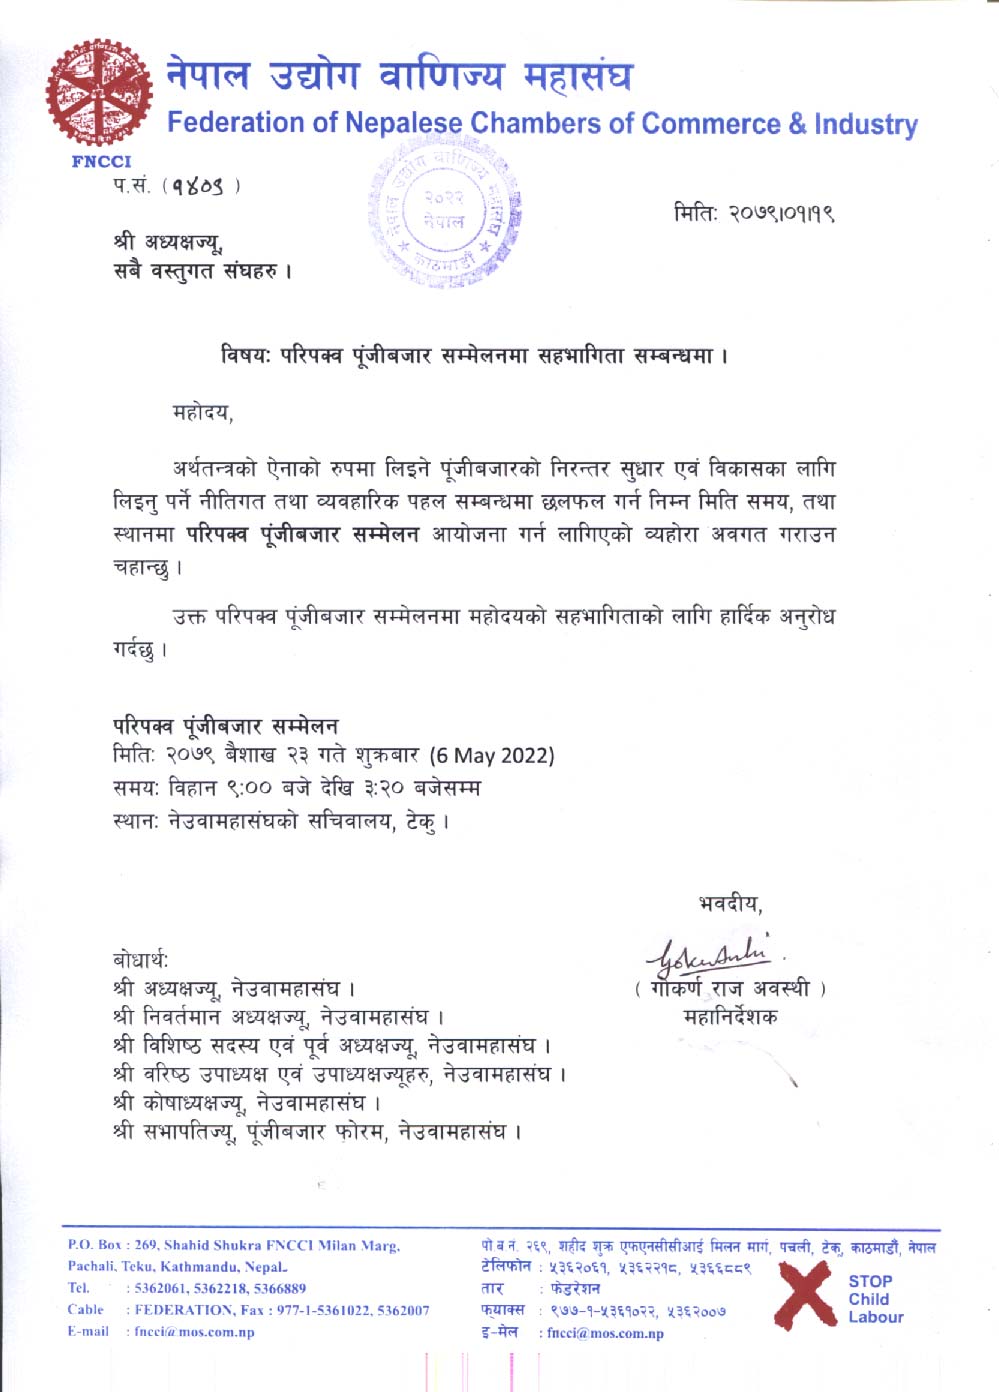 नेपाल उद्योग वाणिज्य महासंघ
Federation of Nepalese Chambers of Commerce & Industry
FNCCI
प.सं. (१४०९ )
नेपाल उद्योग वाणिज्य महासंघ
२०२२
नेपाल
काठमाडौं
मितिः २०७९।०१।१९
श्री अध्यक्षज्यू,
सबै वस्तुगत संघहरु ।
विषयः परिपक्व पूंजीबजार सम्मेलनमा सहभागिता सम्बन्धमा ।
महोदय,
अर्थतन्त्रको ऐनाको रुपमा लिइने पूंजीबजारको निरन्तर सुधार एवं विकासका लागि
लिइनु पर्ने नीतिगत तथा व्यवहारिक पहल सम्बन्धमा छलफल गर्न निम्न मिति समय, तथा
स्थानमा परिपक्व पूंजीबजार सम्मेलन आयोजना गर्न लागिएको व्यहोरा अवगत गराउन
चहान्छु ।
उक्त परिपक्व पूंजीबजार सम्मेलनमा महोदयको सहभागिताको लागि हार्दिक अनुरोध
गर्दछु ।
परिपक्व पूंजीबजार सम्मेलन
मितिः २०७९ बैशाख २३ गते शुक्रबार (6 May 2022)
समयः विहान ९:०० बजे देखि ३:२० बजेसम्म
स्थानः नेउवामहासंघको सचिवालय, टेकु ।
भवदीय,
( गोकर्ण राज अवस्थी )
महानिर्देशक
बोधार्थः
श्री अध्यक्षज्यू, नेउवामहासंघ ।
श्री निवर्तमान अध्यक्षज्यू, नेउवामहासंघ ।
श्री विशिष्ठ सदस्य एवं पूर्व अध्यक्षज्यू, नेउवामहासंघ ।
श्री वरिष्ठ उपाध्यक्ष एवं उपाध्यक्षज्यूहरु, नेउवामहासंघ ।
श्री कोषाध्यक्षज्यू, नेउवामहासंघ ।
श्री सभापतिज्यू, पूंजीबजार फोरम, नेउवामहासंघ ।
P.O. Box : 269, Shahid Shukra FNCCI Milan Marg,
Pachali, Teku, Kathmandu, Nepal.
Tel. : 5362061, 5362218, 5366889
Cable : FEDERATION, Fax : 977-1-5361022, 5362007
E-mail : fncci@mos.com.np
पो ब नं. २६९, शहीद शुक्र एफएनसीसीआई मिलन मार्ग, पचली, टेकु, काठमाडौं, नेपाल
टेलिफोन : ५३६२०६१, ५३६२२१८, ५३६६८८९
तार : फेडरेशन
फ्याक्स : ९७७-१-५३६१०२२, ५३६२००७
इ-मेल : fncci@mos.com.np
STOP
Child
Labour